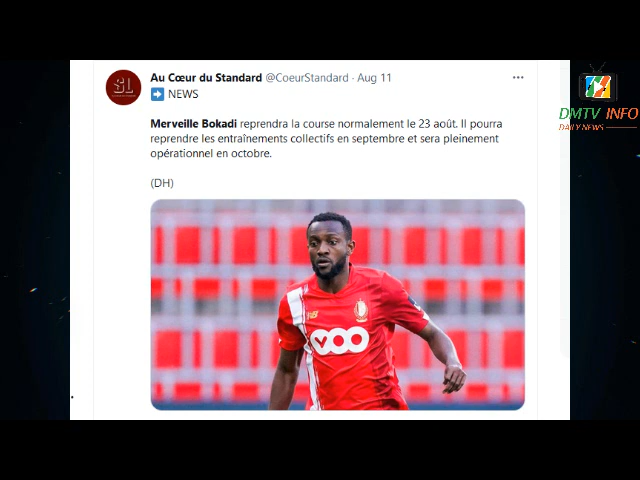 Au Cœur du Standard @CoeurStandard · Aug 11
NEWS
Merveille Bokadi reprendra la course normalement le 23 août. Il pourra
reprendre les entraînements collectifs en septembre et sera pleinement
opérationnel en octobre.
(DH)
SL
VOO
DMTV INFO
DAILY NEWS